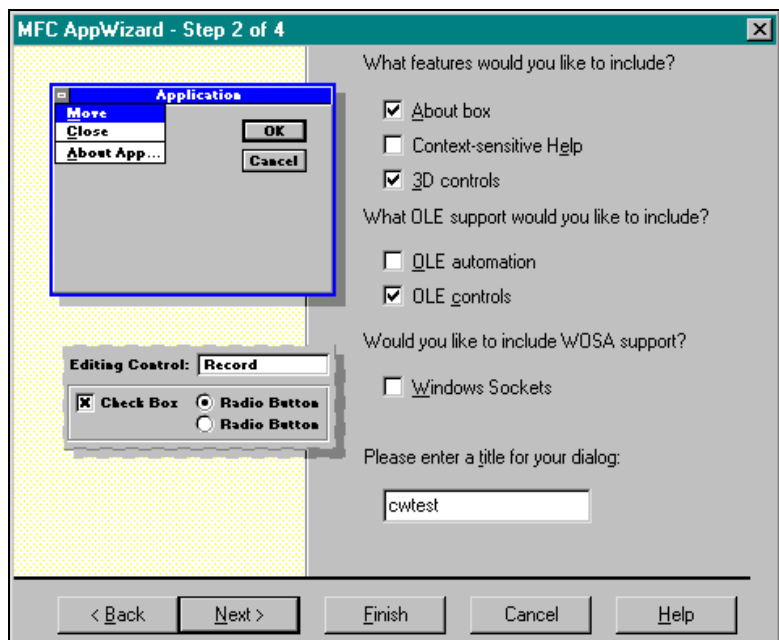 MFC AppWizard - Step 2 of 4
Application
Move
Close
About App...
OK
Cancel
Editing Control: Record
Check Box
Radio Button
Radio Button
What features would you like to include?
About box
Context-sensitive Help
3D controls
What OLE support would you like to include?
OLE automation
OLE controls
Would you like to include WOSA support?
Windows Sockets
Please enter a title for your dialog:
cwtest
< Back Next > Finish Cancel Help